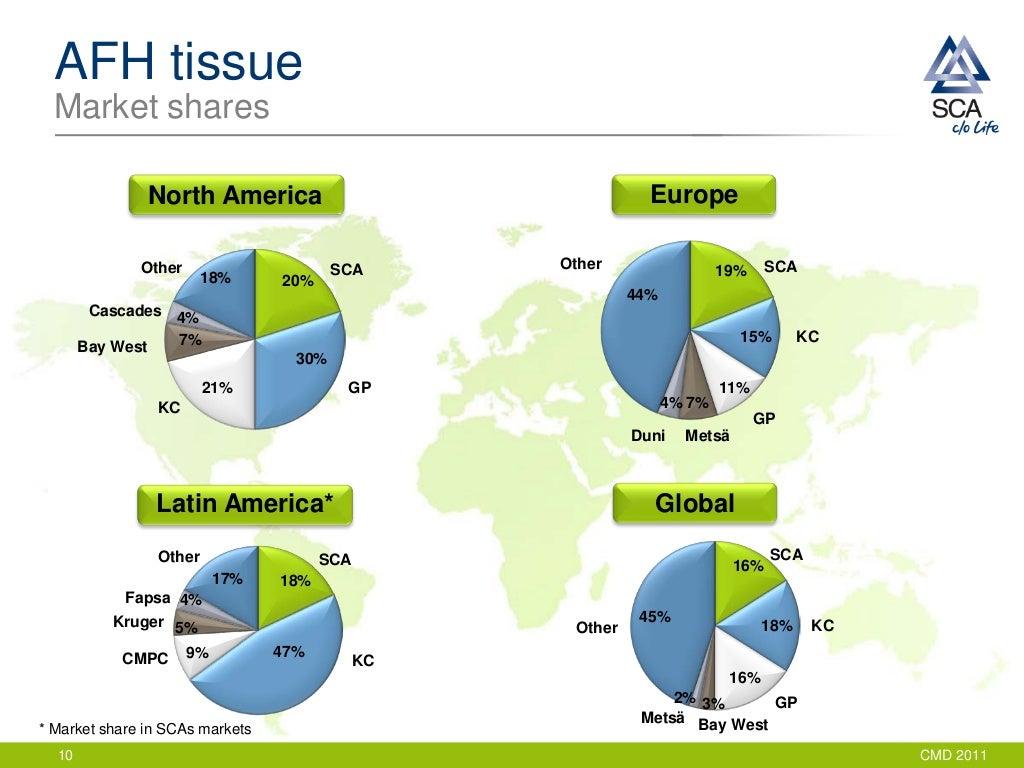 AFH tissue
Market shares
SCA
c/o Life
North America
Other
18%
20%
SCA
Cascades
4%
Bay West
7%
30%
21%
GP
KC
Europe
Other
19%
SCA
44%
15%
KC
11%
4%
7%
GP
Duni
Metsä
Latin America*
Other
SCA
17%
18%
Fapsa
4%
Kruger
5%
CMPC
9%
47%
KC
Global
SCA
16%
45%
Other
18%
KC
16%
2%
3%
GP
Metsä
Bay West
* Market share in SCAs markets
10
CMD 2011